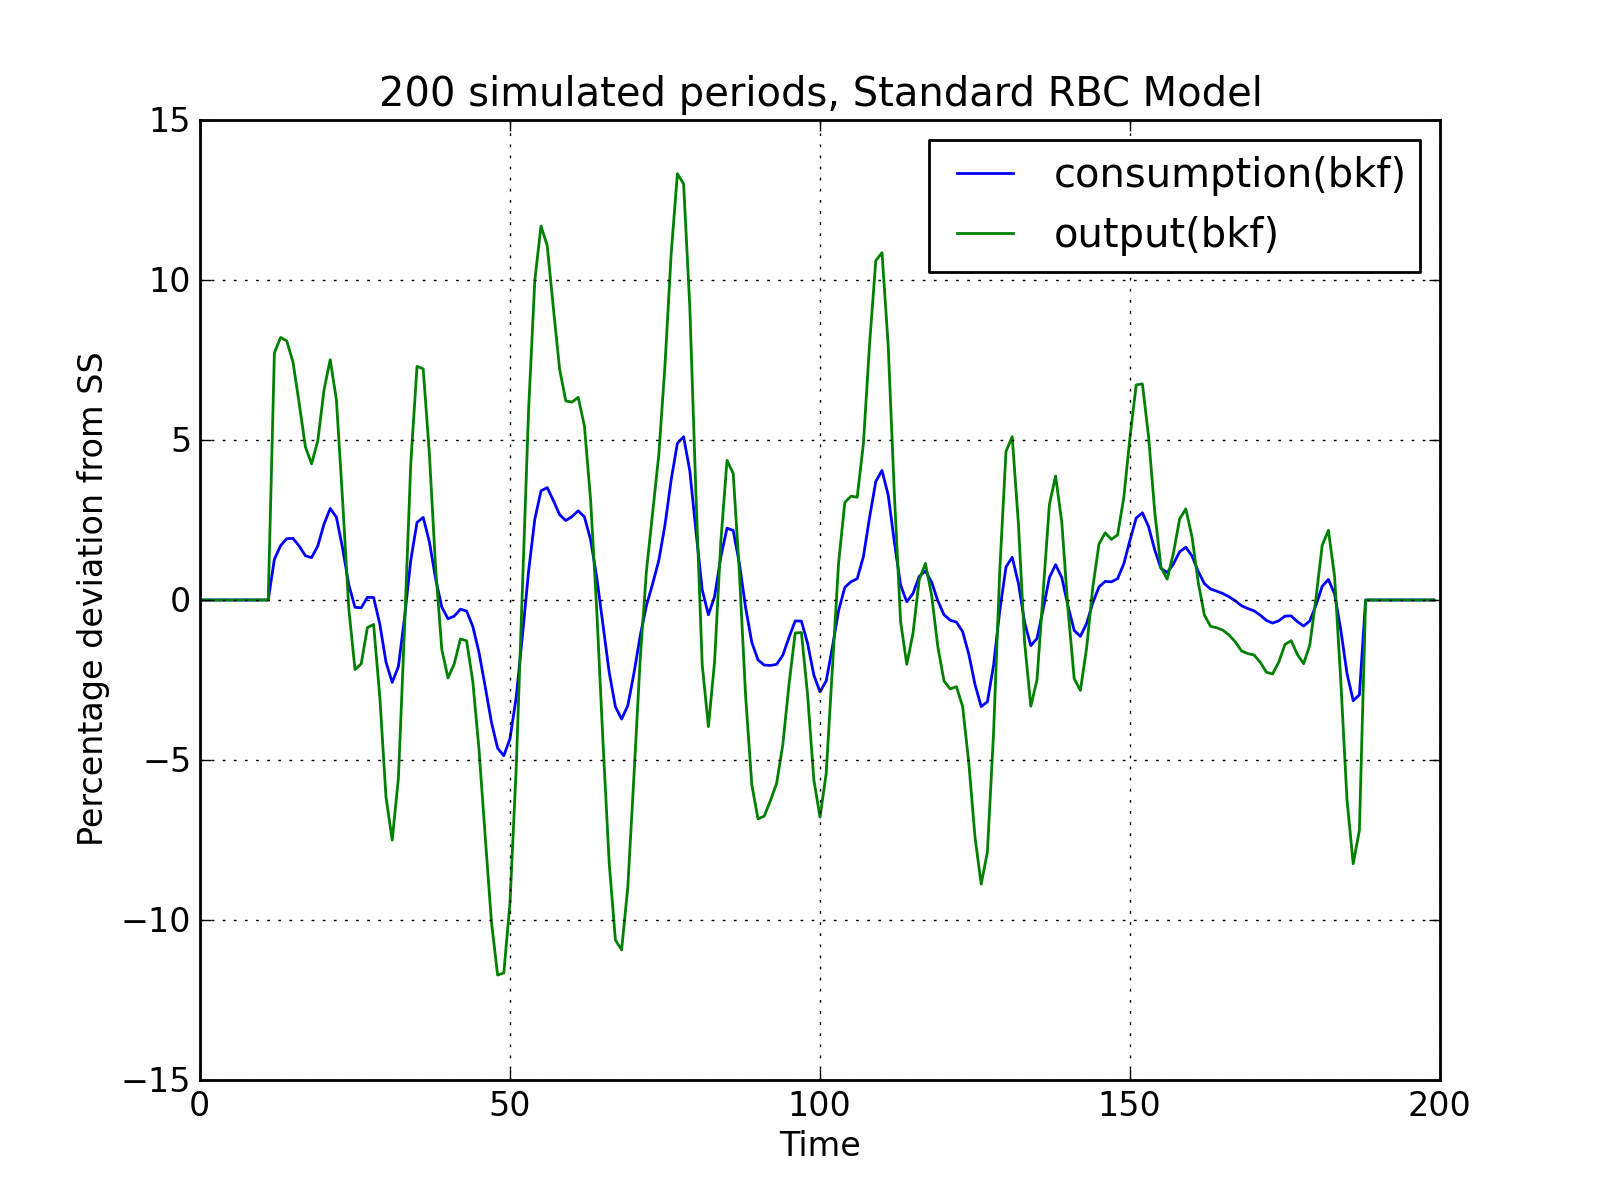 200 simulated periods, Standard RBC Model
15
10
5
0
−5
−10
−15
Percentage deviation from SS
consumption(bkf)
output(bkf)
0 50 100 150 200
Time